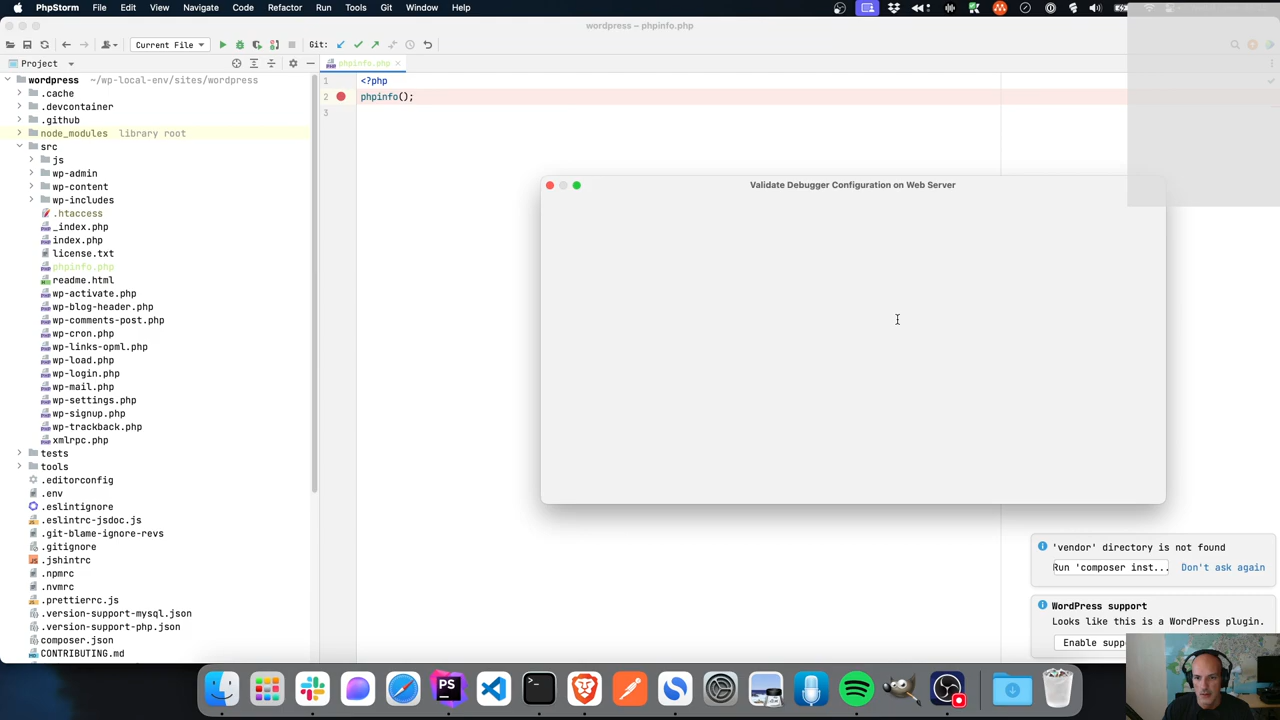 PhpStorm File Edit View Navigate Code Refactor Run Tools Git Window Help
wordpress – phpinfo.php
Current File
Git:
Project
phpinfo.php
wordpress ~/wp-local-env/sites/wordpress
.cache
.devcontainer
.github
node_modules library root
src
js
wp-admin
wp-content
wp-includes
.htaccess
_index.php
index.php
license.txt
phpinfo.php
readme.html
wp-activate.php
wp-blog-header.php
wp-comments-post.php
wp-cron.php
wp-links-opml.php
wp-load.php
wp-login.php
wp-mail.php
wp-settings.php
wp-signup.php
wp-trackback.php
xmlrpc.php
tests
tools
.editorconfig
.env
.eslintignore
.eslintrc-jsdoc.js
.git-blame-ignore-revs
.gitignore
.jshintrc
.npmrc
.nvmrc
.prettierrc.js
.version-support-mysql.json
.version-support-php.json
composer.json
CONTRIBUTING.md
1 <?php
2 phpinfo();
3
Validate Debugger Configuration on Web Server
'vendor' directory is not found
Run 'composer inst... Don't ask again
WordPress support
Looks like this is a WordPress plugin.
Enable supp
PS